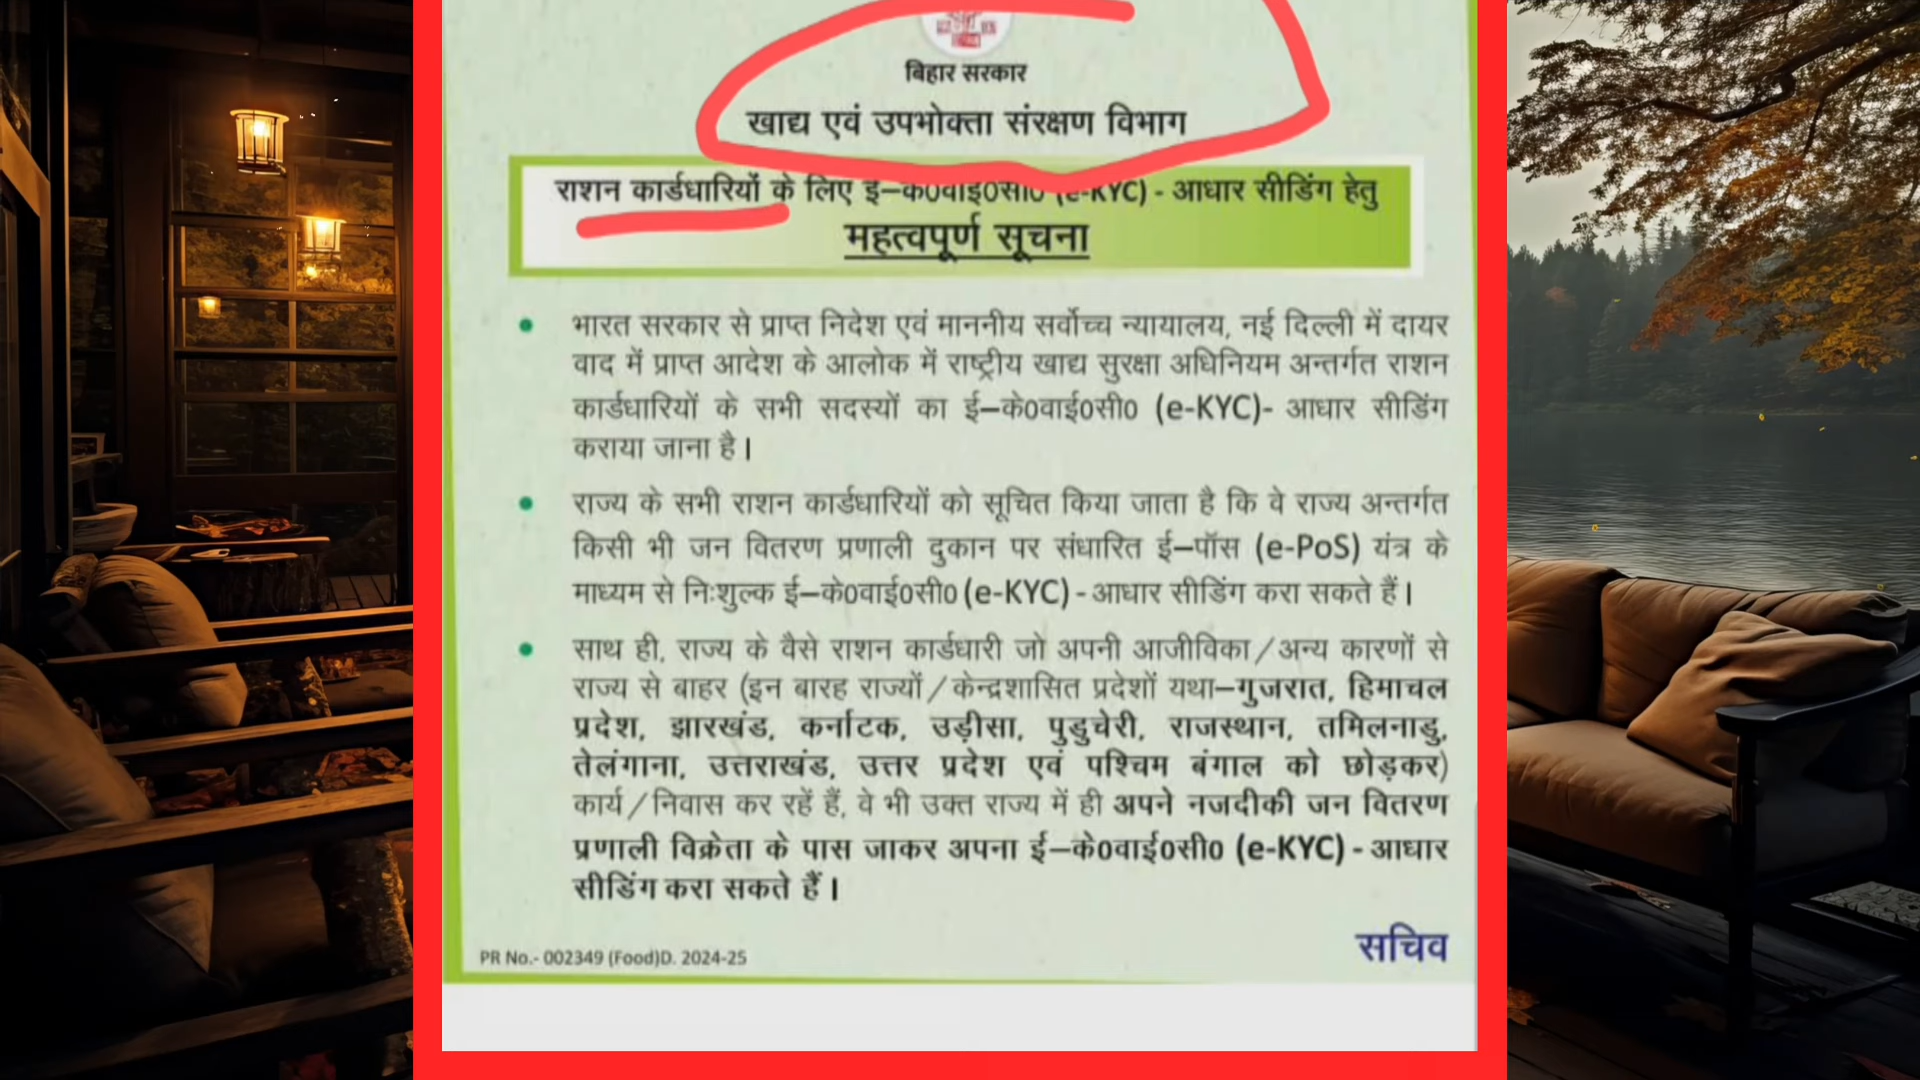 बिहार सरकार
खाद्य एवं उपभोक्ता संरक्षण विभाग
राशन कार्डधारियों के लिए ई–के0वाई0सी0 (e-KYC) - आधार सीडिंग हेतु
महत्वपूर्ण सूचना
भारत सरकार से प्राप्त निदेश एवं माननीय सर्वोच्च न्यायालय, नई दिल्ली में दायर
वाद में प्राप्त आदेश के आलोक में राष्ट्रीय खाद्य सुरक्षा अधिनियम अन्तर्गत राशन
कार्डधारियों के सभी सदस्यों का ई–के0वाई0सी0 (e-KYC)- आधार सीडिंग
कराया जाना है।
राज्य के सभी राशन कार्डधारियों को सूचित किया जाता है कि वे राज्य अन्तर्गत
किसी भी जन वितरण प्रणाली दुकान पर संधारित ई–पॉस (e-PoS) यंत्र के
माध्यम से निःशुल्क ई–के0वाई0सी0 (e-KYC) - आधार सीडिंग करा सकते हैं।
साथ ही, राज्य के वैसे राशन कार्डधारी जो अपनी आजीविका/अन्य कारणों से
राज्य से बाहर (इन बारह राज्यों/केन्द्रशासित प्रदेशों यथा–गुजरात, हिमाचल
प्रदेश, झारखंड, कर्नाटक, उड़ीसा, पुडुचेरी, राजस्थान, तमिलनाडु,
तेलंगाना, उत्तराखंड, उत्तर प्रदेश एवं पश्चिम बंगाल को छोड़कर)
कार्य/निवास कर रहें हैं, वे भी उक्त राज्य में ही अपने नजदीकी जन वितरण
प्रणाली विक्रेता के पास जाकर अपना ई–के0वाई0सी0 (e-KYC) - आधार
सीडिंग करा सकते हैं।
सचिव
PR No.- 002349 (Food)D. 2024-25